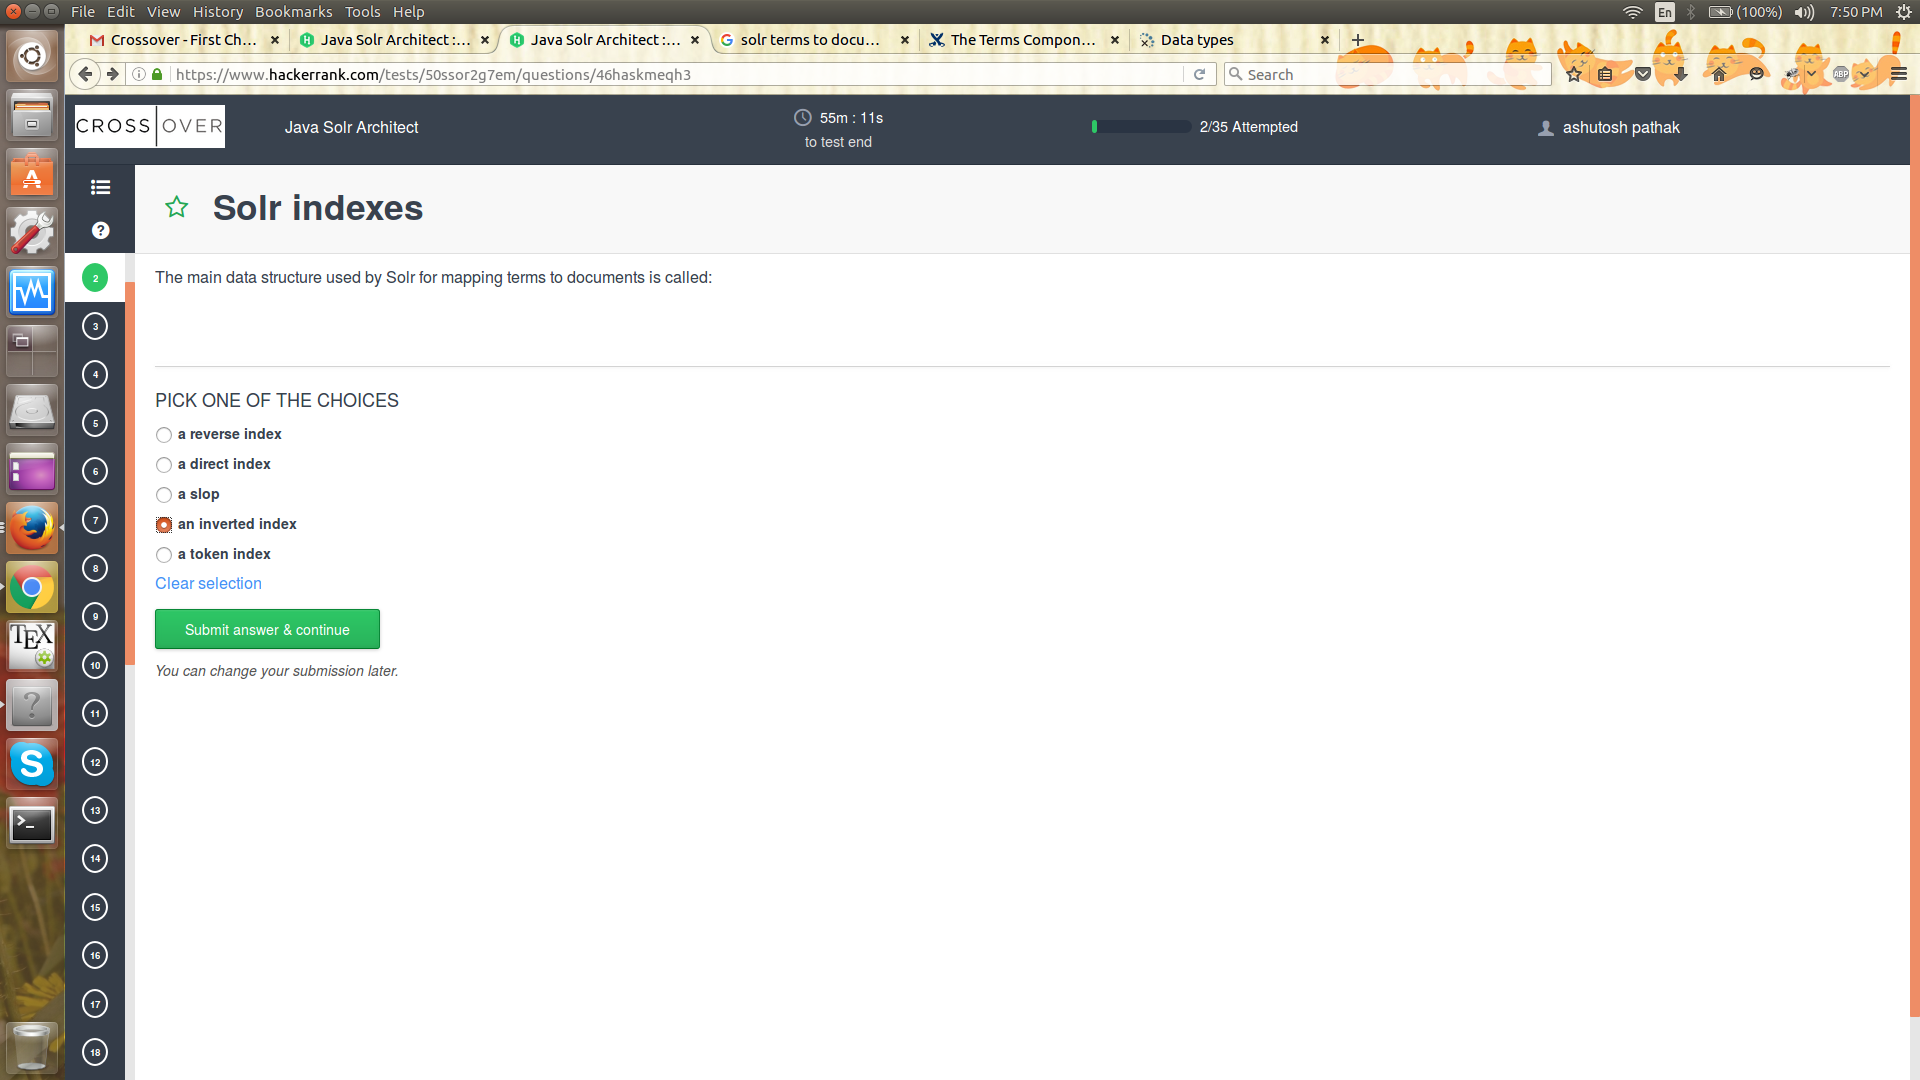 File Edit View History Bookmarks Tools Help
En (100%) 7:50 PM
Crossover - First Ch...
Java Solr Architect :...
Java Solr Architect :...
solr terms to docu...
The Terms Compon...
Data types
https://www.hackerrank.com/tests/50ssor2g7em/questions/46haskmeqh3
Search
ABP
CROSS OVER
Java Solr Architect
55m : 11s
to test end
2/35 Attempted
ashutosh pathak
Solr indexes
The main data structure used by Solr for mapping terms to documents is called:
PICK ONE OF THE CHOICES
a reverse index
a direct index
a slop
an inverted index
a token index
Clear selection
Submit answer & continue
You can change your submission later.
2
3
4
5
6
7
8
9
10
11
12
13
14
15
16
17
18
TEX